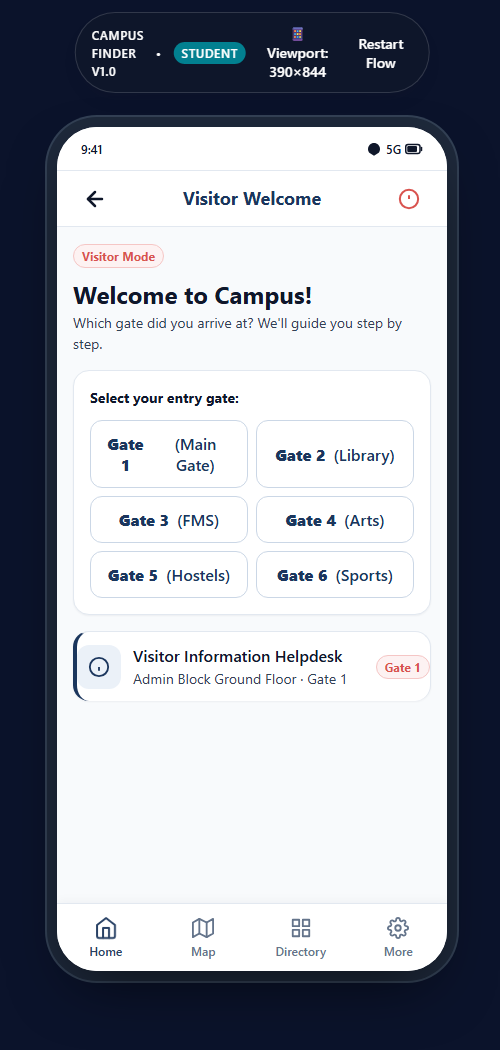 CAMPUS
FINDER
V1.0
•
STUDENT
Viewport:
390×844
Restart
Flow
9:41
5G
Visitor Welcome
Visitor Mode
Welcome to Campus!
Which gate did you arrive at? We'll guide you step by
step.
Select your entry gate:
Gate 1 (Main Gate)
Gate 2 (Library)
Gate 3 (FMS)
Gate 4 (Arts)
Gate 5 (Hostels)
Gate 6 (Sports)
Visitor Information Helpdesk
Admin Block Ground Floor · Gate 1
Gate 1
Home
Map
Directory
More